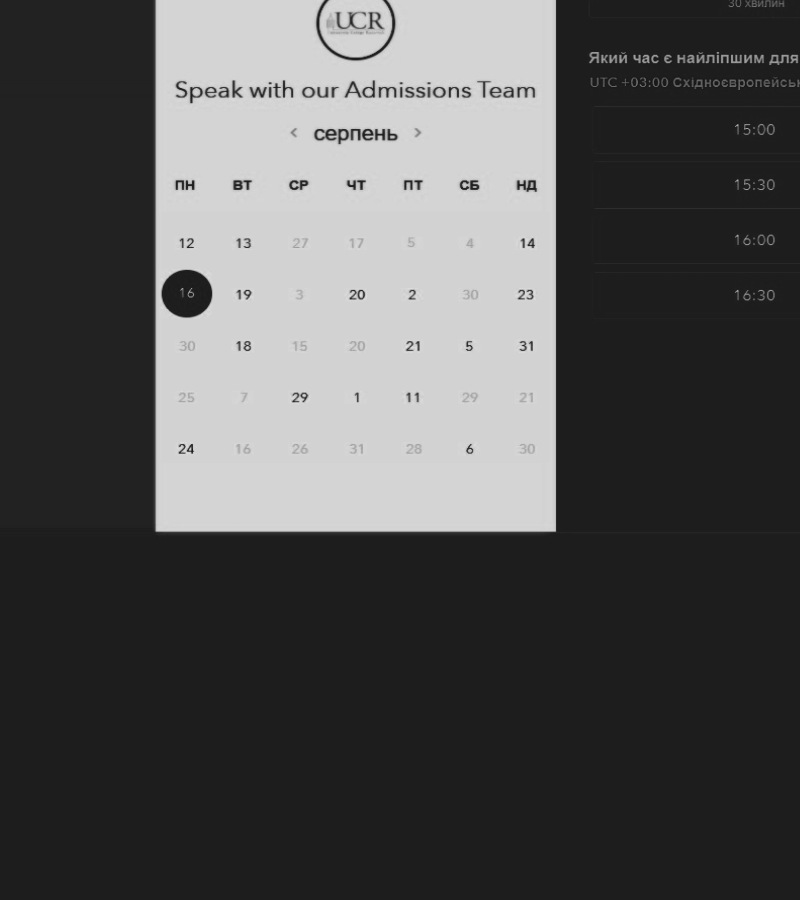 UCR
Speak with our Admissions Team
< серпень >
ПН ВТ СР ЧТ ПТ СБ НД
12 13 27 17 5 4 14
16 19 3 20 2 30 23
30 18 15 20 21 5 31
25 7 29 1 11 29 21
24 16 26 31 28 6 30
30 хвилин
Який час є найліпшим для
UTC +03:00 Східноєвропейськ
15:00
15:30
16:00
16:30